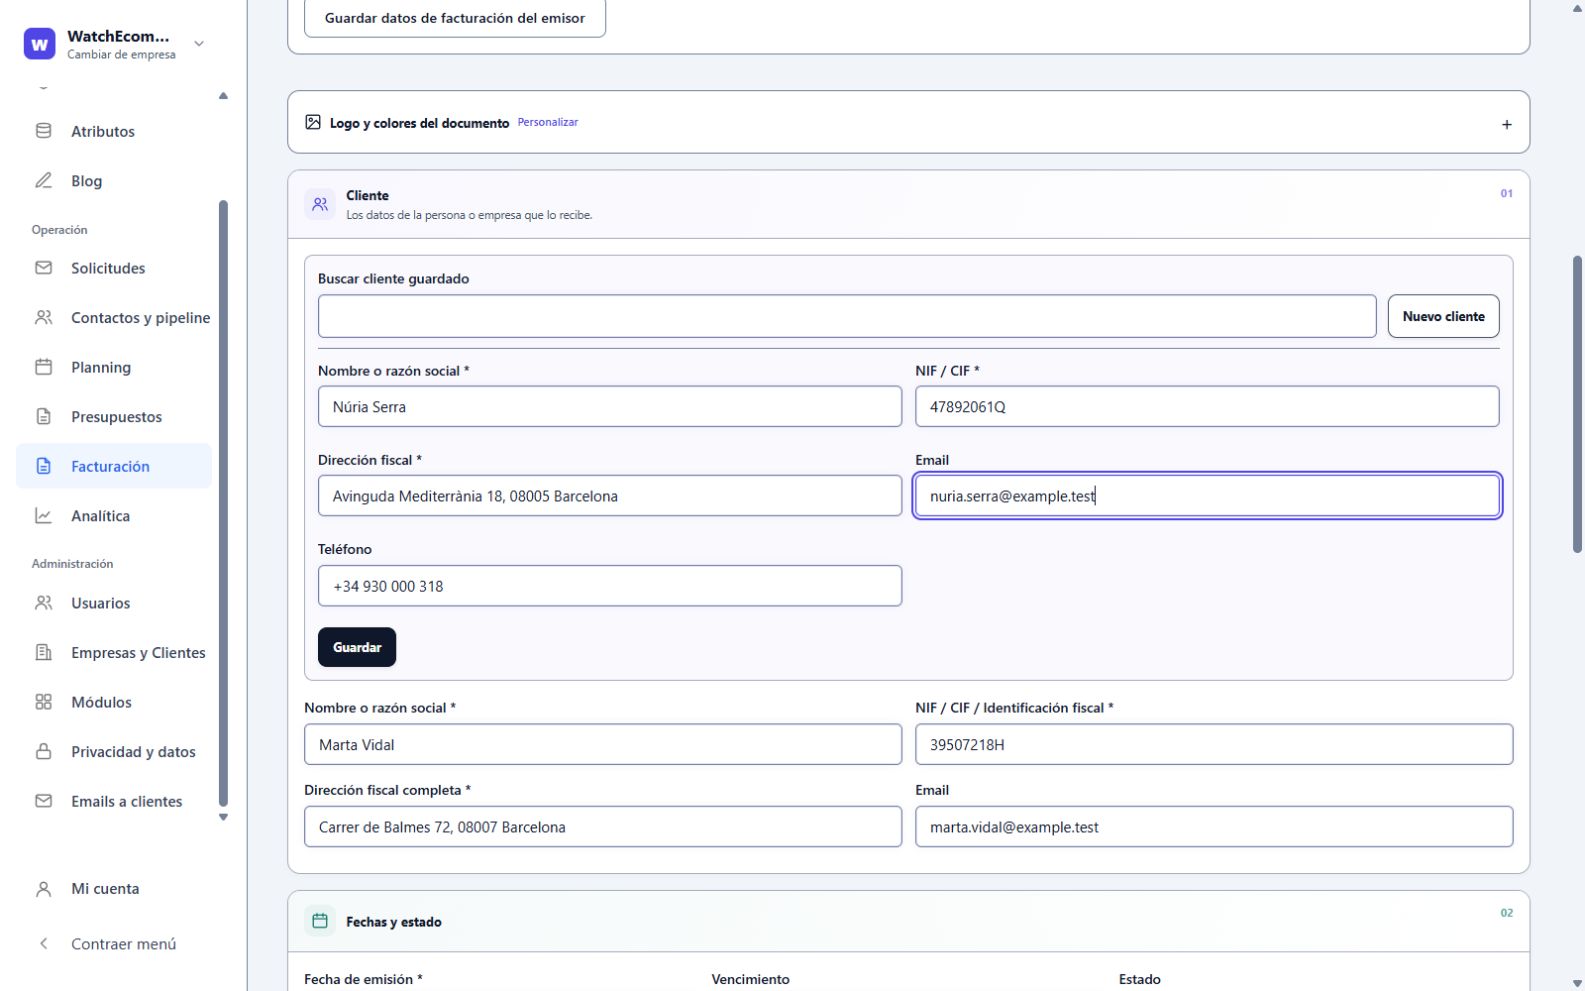 Guardar datos de facturación del emisor
W
WatchEcom...
Cambiar de empresa
Atributos
Blog
Operación
Solicitudes
Contactos y pipeline
Planning
Presupuestos
Facturación
Analítica
Administración
Usuarios
Empresas y Clientes
Módulos
Privacidad y datos
Emails a clientes
Mi cuenta
Contraer menú
Logo y colores del documento Personalizar
+
Cliente
01
Los datos de la persona o empresa que lo recibe.
Buscar cliente guardado
Nuevo cliente
Nombre o razón social * NIF / CIF *
Núria Serra 47892061Q
Dirección fiscal * Email
Avinguda Mediterrània 18, 08005 Barcelona nuria.serra@example.test
Teléfono
+34 930 000 318
Guardar
Nombre o razón social * NIF / CIF / Identificación fiscal *
Marta Vidal 39507218H
Dirección fiscal completa * Email
Carrer de Balmes 72, 08007 Barcelona marta.vidal@example.test
Fechas y estado
02
Fecha de emisión * Vencimiento Estado